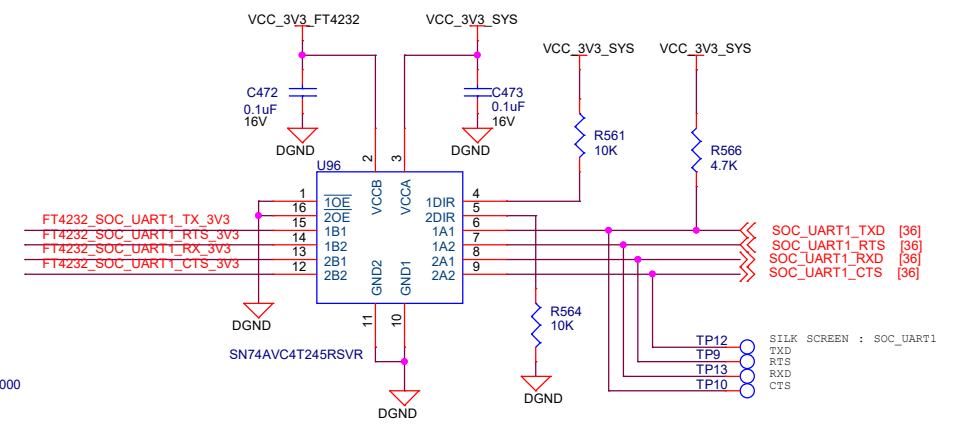 VCC_3V3_FT4232
VCC_3V3_SYS
VCC_3V3_SYS
VCC_3V3_SYS
C472
0.1uF
16V
C473
0.1uF
16V
R561
10K
R566
4.7K
DGND
DGND
2
3
U96
VCCB
VCCA
1
1OE
1DIR
4
16
2OE
2DIR
5
FT4232_SOC_UART1_TX_3V3
15
1B1
1A1
6
SOC_UART1_TXD [36]
FT4232_SOC_UART1_RTS_3V3
14
1B2
1A2
7
SOC_UART1_RTS [36]
FT4232_SOC_UART1_RX_3V3
13
2B1
2A1
8
SOC_UART1_RXD [36]
FT4232_SOC_UART1_CTS_3V3
12
2B2
2A2
9
SOC_UART1_CTS [36]
GND2
GND1
11
10
DGND
R564
10K
SN74AVC4T245RSVR
TP12
TP9
TP13
TP10
SILK SCREEN : SOC_UART1
TXD
RTS
RXD
CTS
000
DGND
DGND